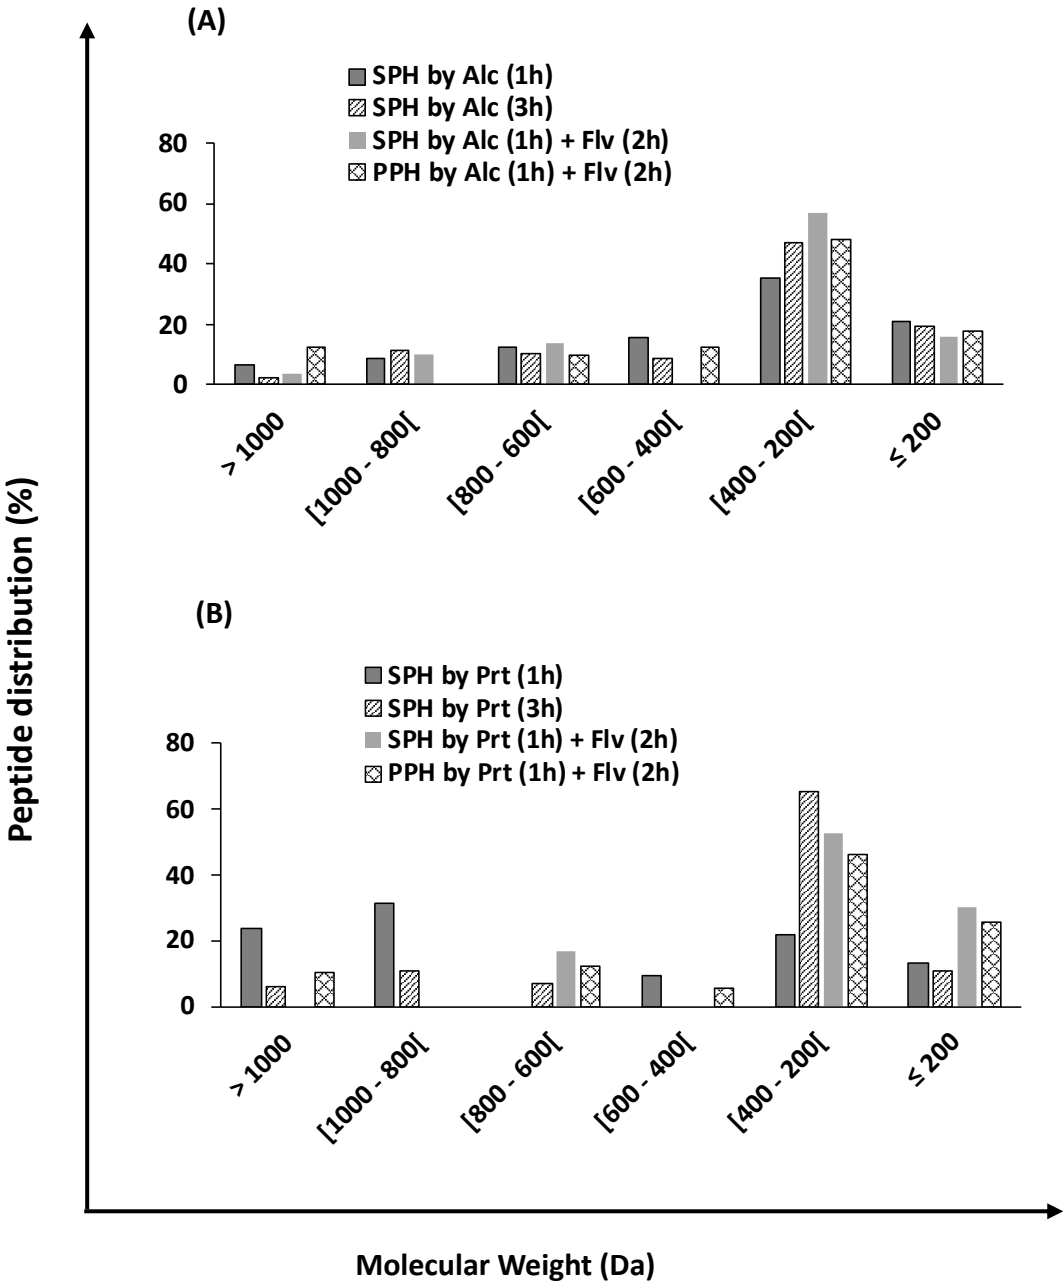 (A)
SPH by Alc (1h)
SPH by Alc (3h)
SPH by Alc (1h) + Flv (2h)
PPH by Alc (1h) + Flv (2h)
80
60
40
20
0
> 1000
[1000 - 800[
[800 - 600[
[600 - 400[
[400 - 200[
≤ 200
Peptide distribution (%)
(B)
SPH by Prt (1h)
SPH by Prt (3h)
SPH by Prt (1h) + Flv (2h)
PPH by Prt (1h) + Flv (2h)
80
60
40
20
0
> 1000
[1000 - 800[
[800 - 600[
[600 - 400[
[400 - 200[
≤ 200
Molecular Weight (Da)